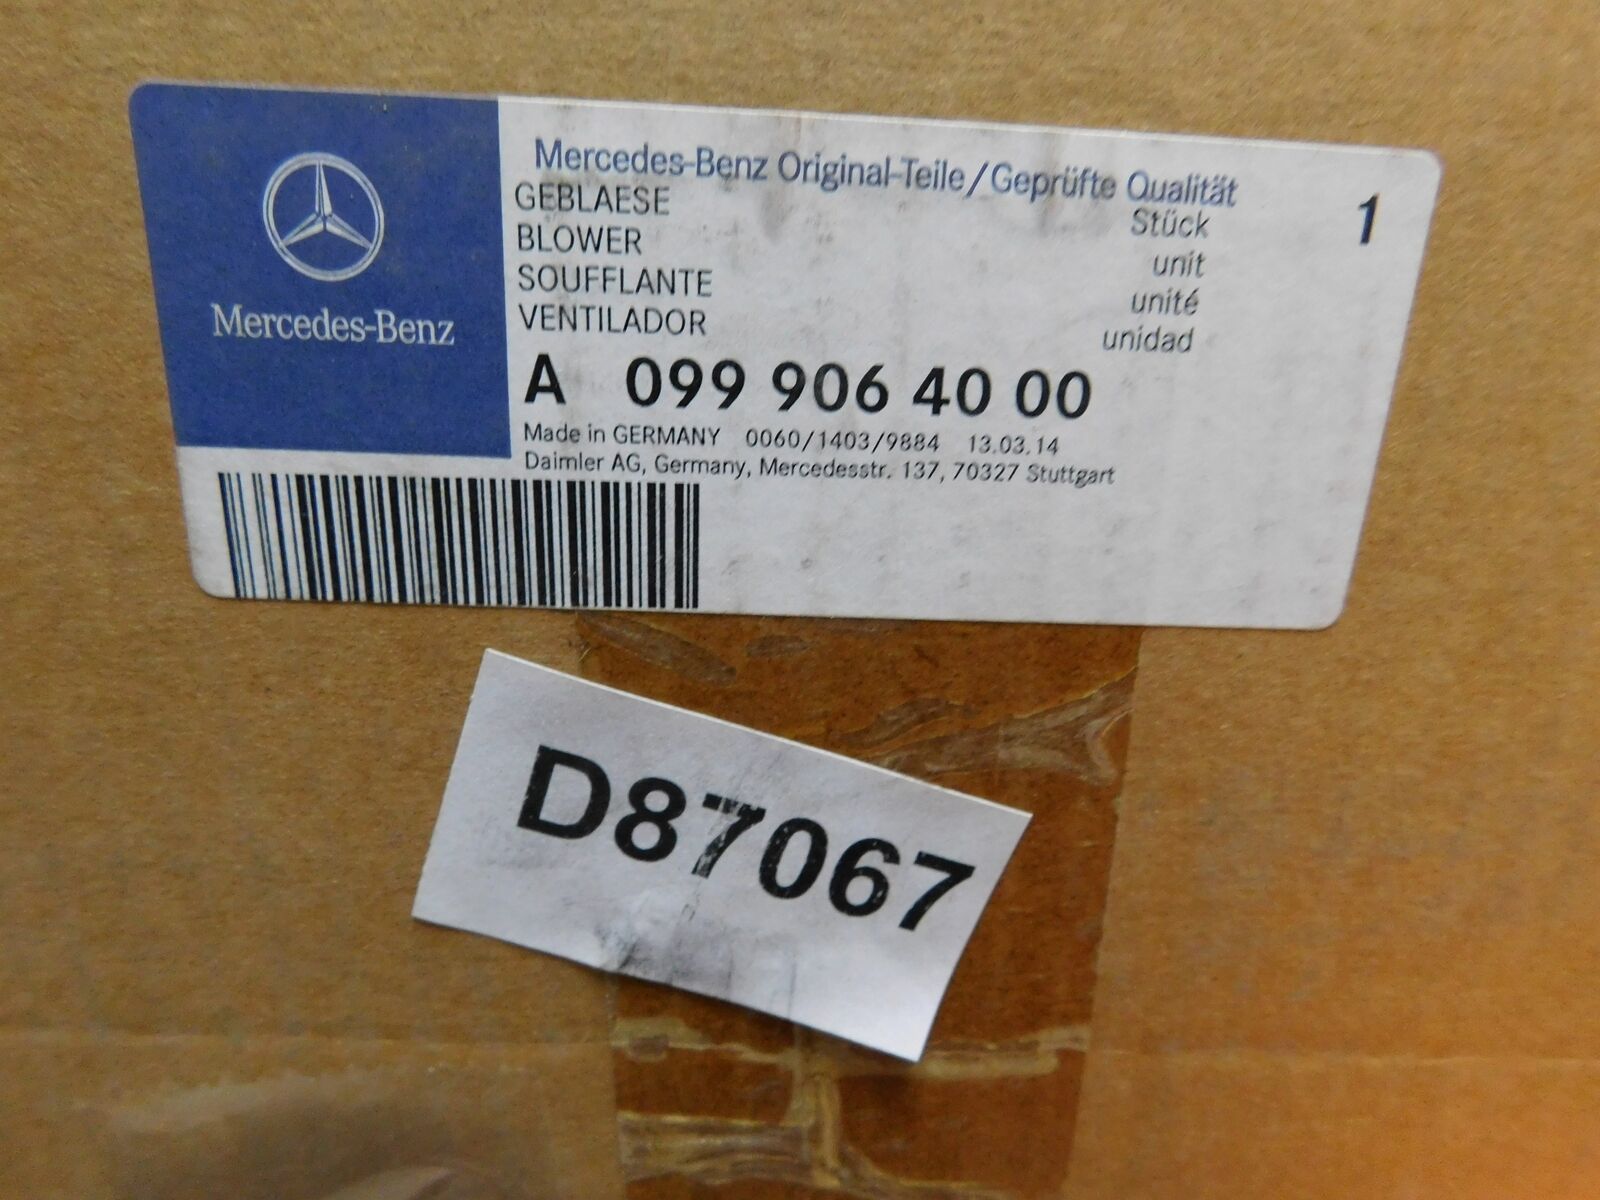 Mercedes-Benz
Mercedes-Benz Original-Teile/Geprüfte Qualität
GEBLAESE Stück 1
BLOWER unit
SOUFFLANTE unité
VENTILADOR unidad
A 099 906 40 00
Made in GERMANY 0060/1403/9884 13.03.14
Daimler AG, Germany, Mercedesstr. 137, 70327 Stuttgart
D87067